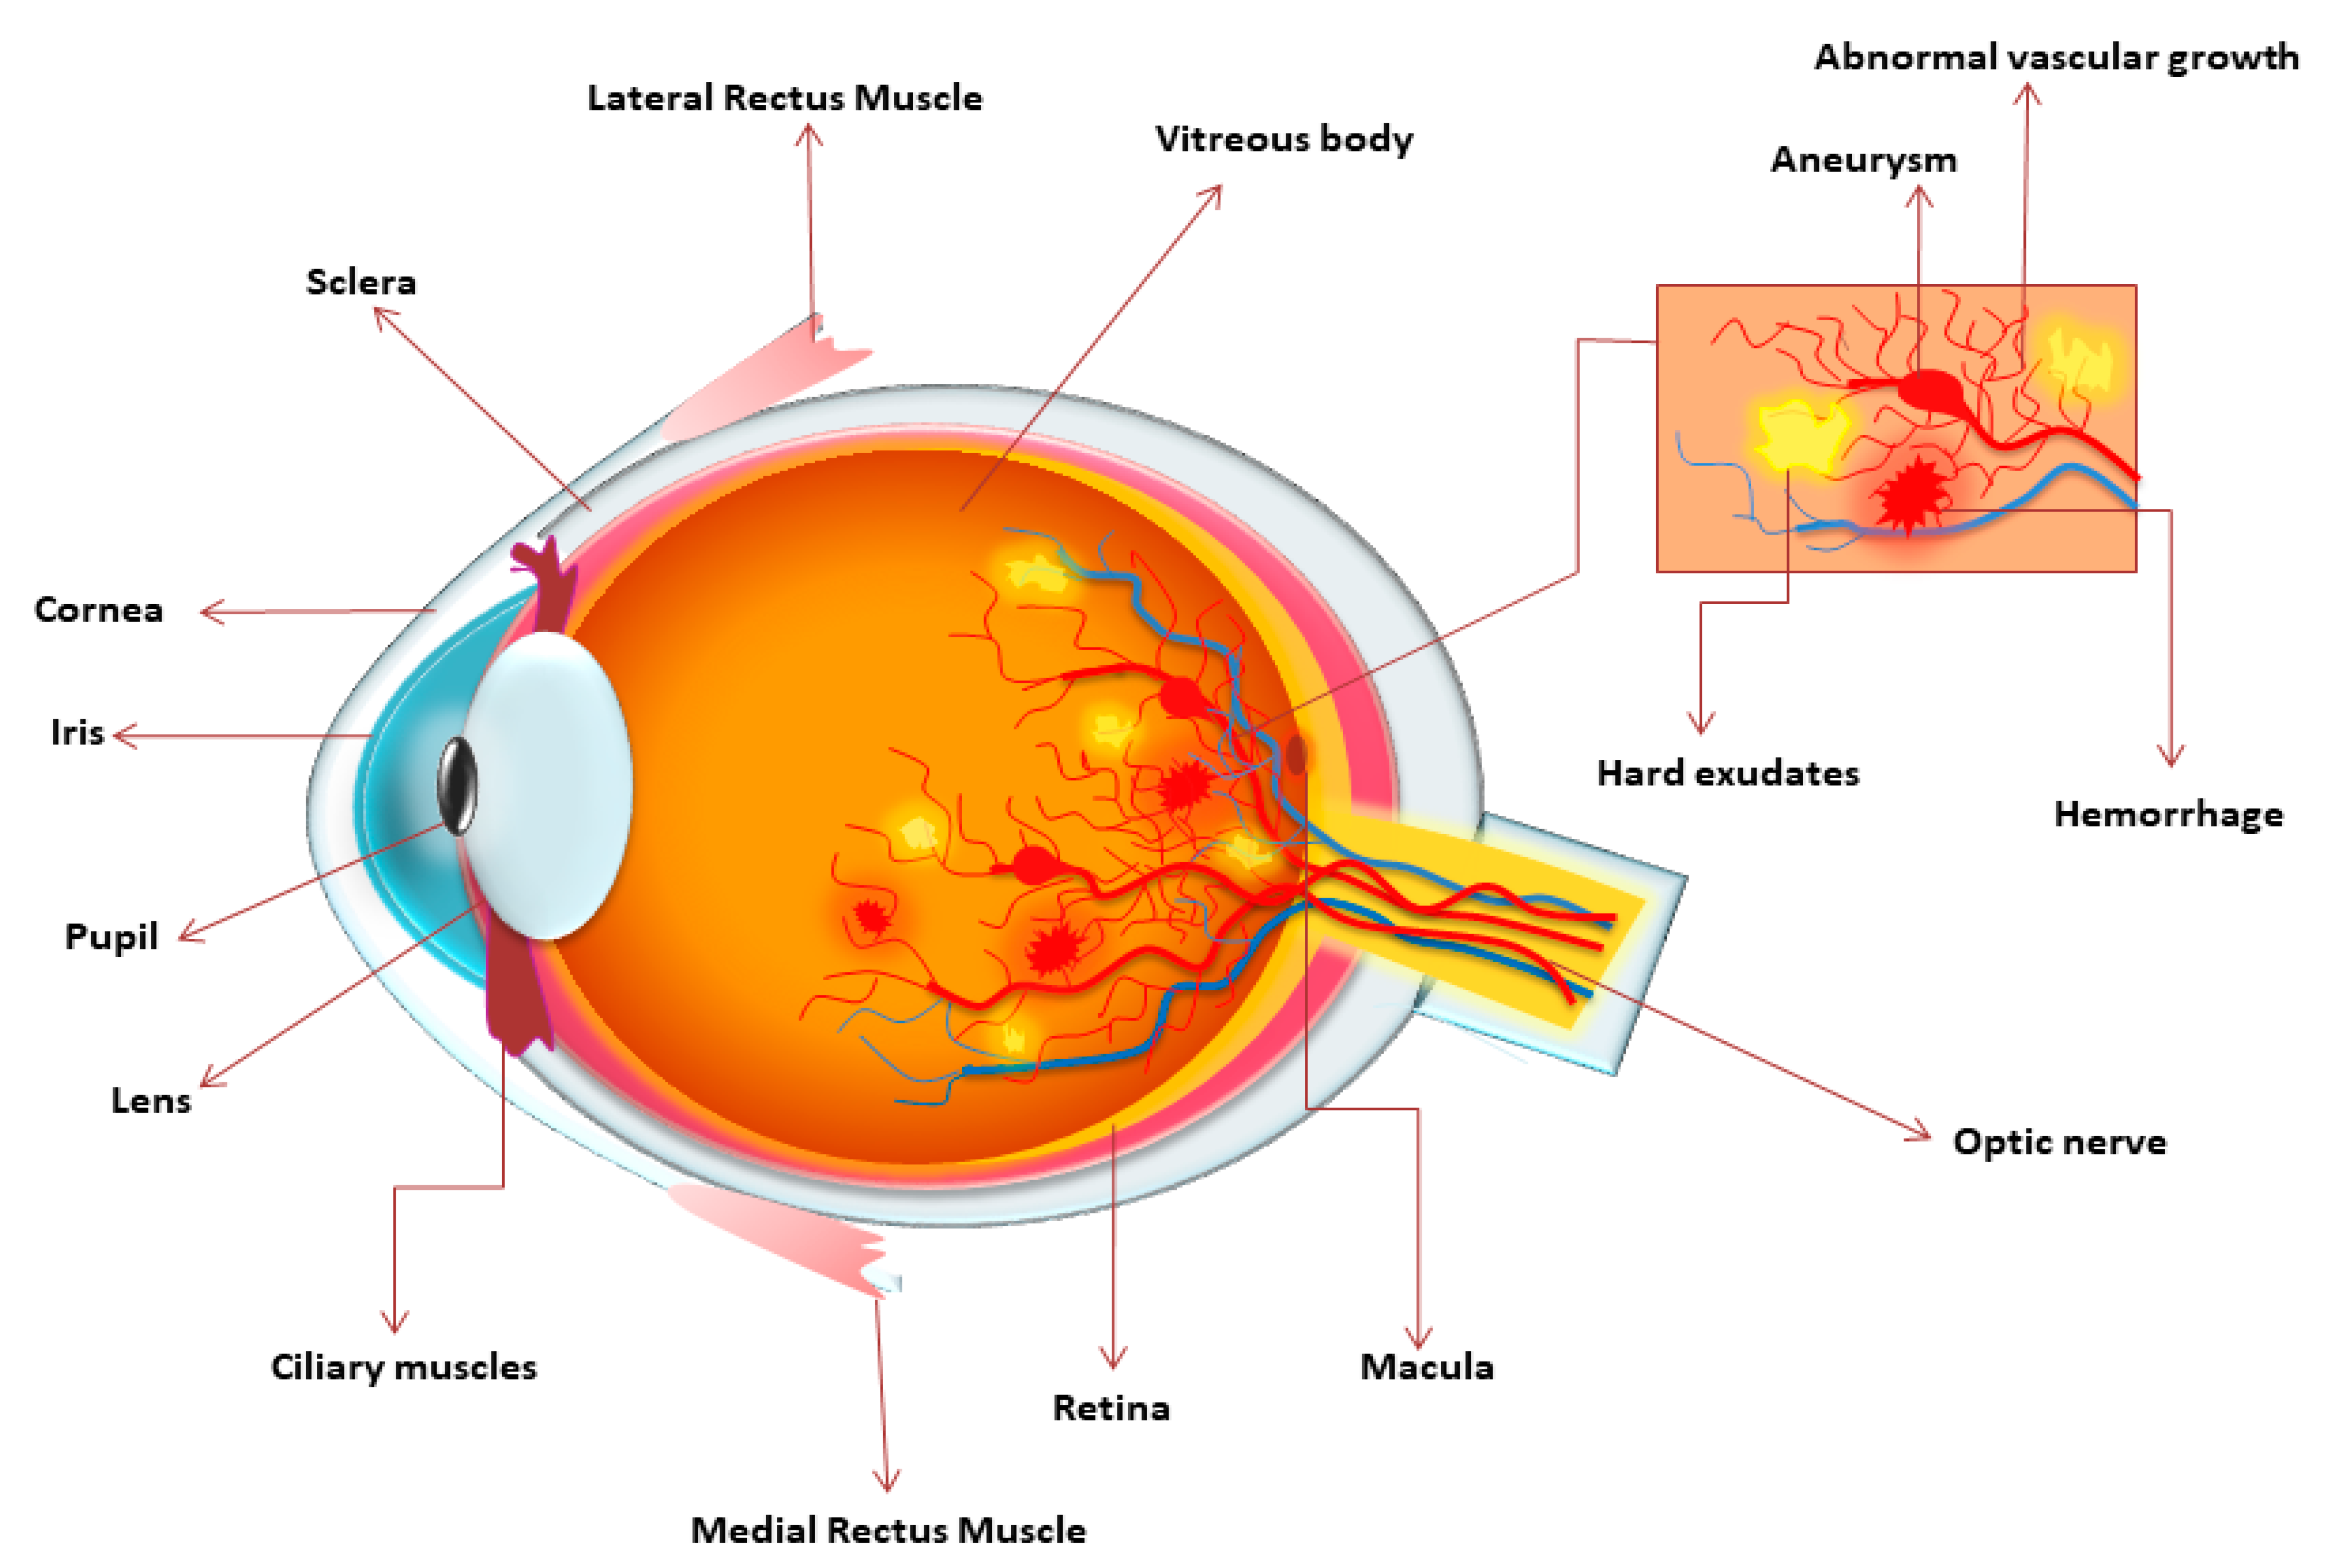 Abnormal vascular growth
Lateral Rectus Muscle
Vitreous body
Aneurysm
Sclera
Cornea
Iris
Hard exudates
Hemorrhage
Pupil
Lens
Optic nerve
Ciliary muscles
Macula
Retina
Medial Rectus Muscle